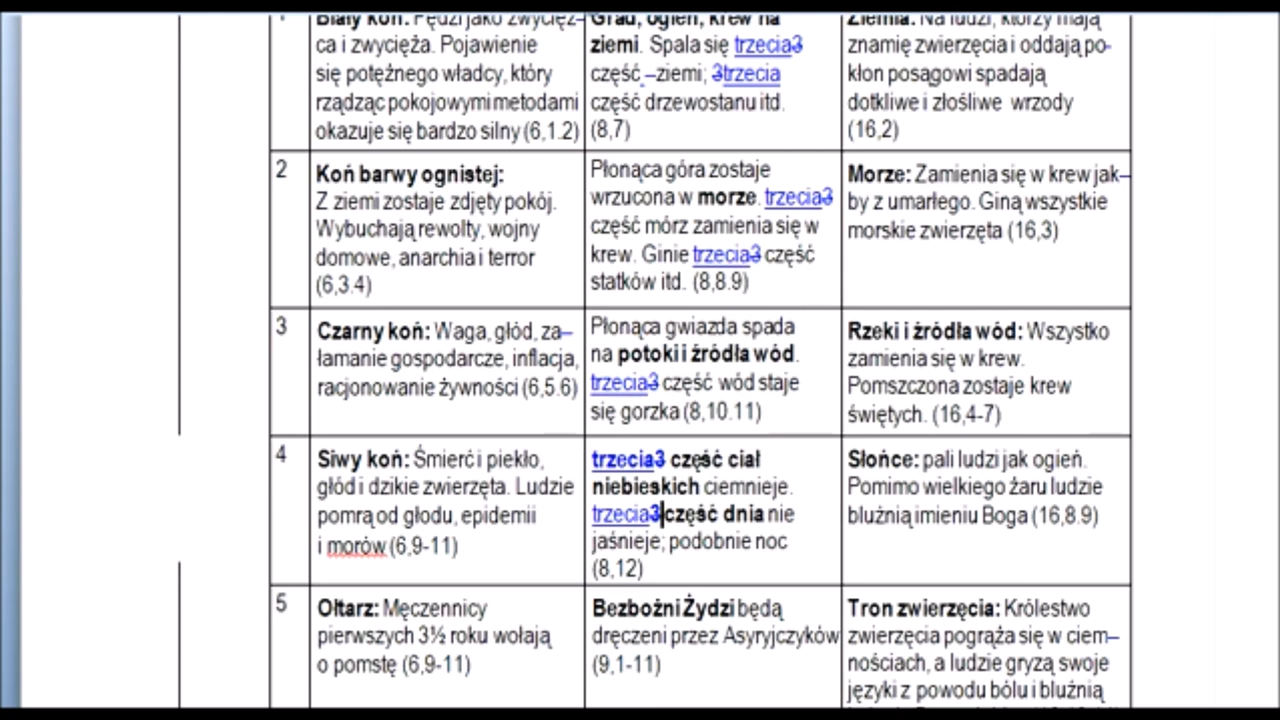 1
Biały koń: Pędzi jako zwycięz-
ca i zwycięża. Pojawienie
się potężnego władcy, który
rządząc pokojowymi metodami
okazuje się bardzo silny (6,1.2)
Grad, ogień, krew na
ziemi. Spala się trzecia3
część –ziemi; 3trzecia
część drzewostanu itd.
(8,7)
Ziemia: Na ludzi, którzy mają
znamię zwierzęcia i oddają po-
kłon posągowi spadają
dotkliwe i złośliwe wrzody
(16,2)
2
Koń barwy ognistej:
Z ziemi zostaje zdjęty pokój.
Wybuchają rewolty, wojny
domowe, anarchia i terror
(6,3.4)
Płonąca góra zostaje
wrzucona w morze. trzecia3
część mórz zamienia się w
krew. Ginie trzecia3 część
statków itd. (8,8.9)
Morze: Zamienia się w krew jak–
by z umarłego. Giną wszystkie
morskie zwierzęta (16,3)
3
Czarny koń: Waga, głód, za–
łamanie gospodarcze, inflacja,
racjonowanie żywności (6,5.6)
Płonąca gwiazda spada
na potoki i źródła wód.
trzecia3 część wód staje
się gorzka (8,10.11)
Rzeki i źródła wód: Wszystko
zamienia się w krew.
Pomszczona zostaje krew
świętych. (16,4-7)
4
Siwy koń: Śmierć i piekło,
głód i dzikie zwierzęta. Ludzie
pomrą od głodu, epidemii
i morów (6,9-11)
trzecia3 część ciał
niebieskich ciemnieje.
trzecia3część dnia nie
jaśnieje; podobnie noc
(8,12)
Słońce: pali ludzi jak ogień.
Pomimo wielkiego żaru ludzie
bluźnią imieniu Boga (16,8.9)
5
Ołtarz: Męczennicy
pierwszych 3½ roku wołają
o pomstę (6,9-11)
Bezbożni Żydzi będą
dręczeni przez Asyryjczyków
(9,1-11)
Tron zwierzęcia: Królestwo
zwierzęcia pogrąża się w ciem–
nościach, a ludzie gryzą swoje
języki z powodu bólu i bluźnią